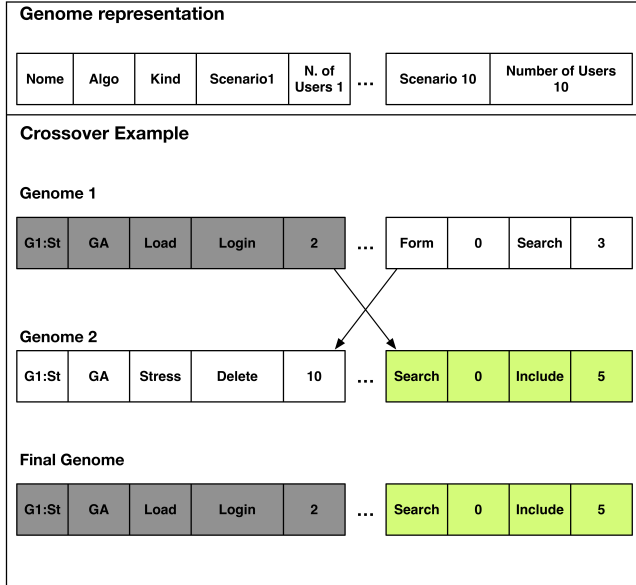 Genome representation
Nome Algo Kind Scenario1 N. of Users 1 ... Scenario 10 Number of Users 10
Crossover Example
Genome 1
G1:St GA Load Login 2 ... Form 0 Search 3
Genome 2
G1:St GA Stress Delete 10 ... Search 0 Include 5
Final Genome
G1:St GA Load Login 2 ... Search 0 Include 5